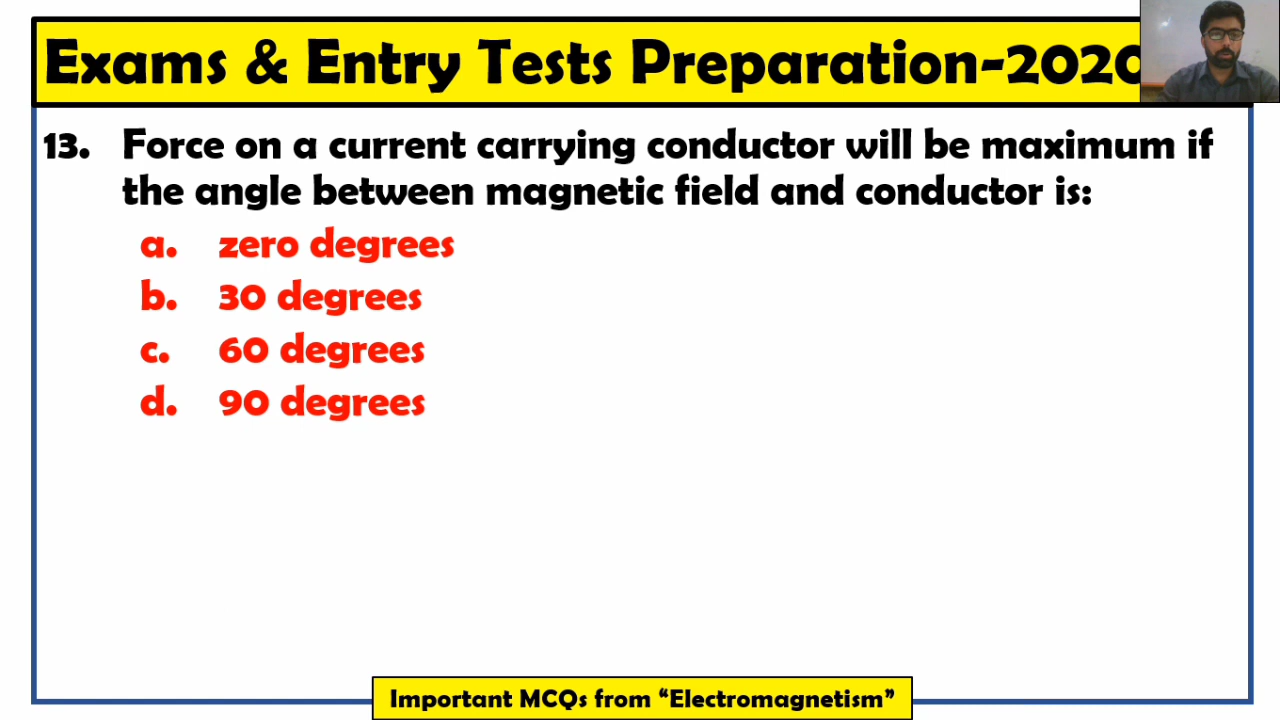 Exams & Entry Tests Preparation-2020
13. Force on a current carrying conductor will be maximum if
the angle between magnetic field and conductor is:
a. zero degrees
b. 30 degrees
c. 60 degrees
d. 90 degrees
Important MCQs from “Electromagnetism”